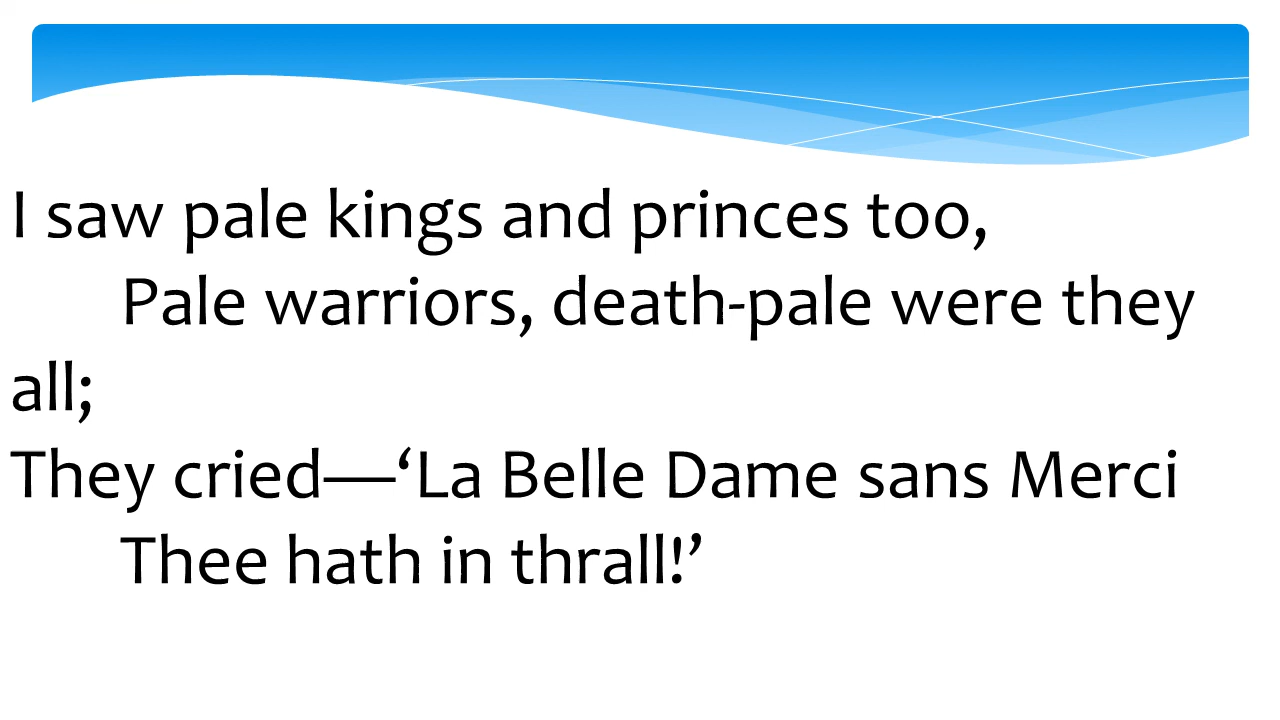 I saw pale kings and princes too,
Pale warriors, death-pale were they
all;
They cried—‘La Belle Dame sans Merci
Thee hath in thrall!’